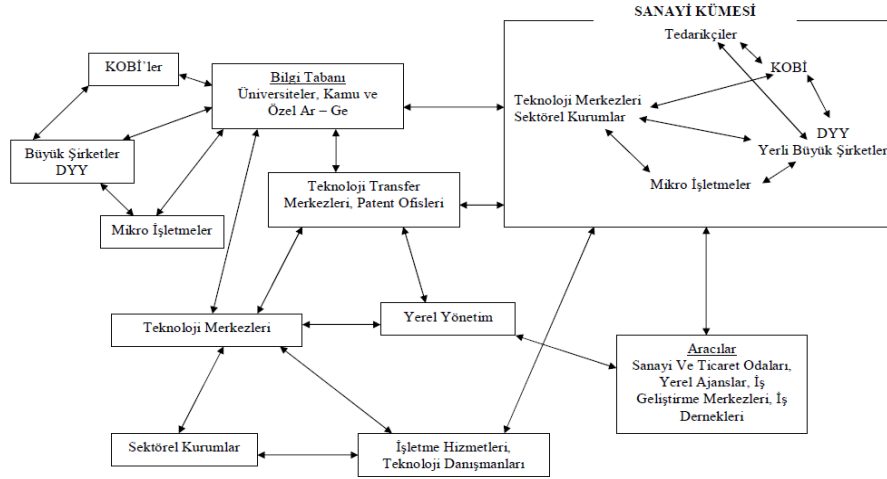 SANAYİ KÜMESİ
Tedarikçiler
KOBİ
Teknoloji Merkezleri
Sektörel Kurumlar
DYY
Yerli Büyük Şirketler
Mikro İşletmeler
KOBİ'ler
Bilgi Tabanı
Üniversiteler, Kamu ve
Özel Ar – Ge
Büyük Şirketler
DYY
Mikro İşletmeler
Teknoloji Transfer
Merkezleri, Patent Ofisleri
Teknoloji Merkezleri
Yerel Yönetim
Aracılar
Sanayi Ve Ticaret Odaları,
Yerel Ajanslar, İş
Geliştirme Merkezleri, İş
Dernekleri
Sektörel Kurumlar
İşletme Hizmetleri,
Teknoloji Danışmanları